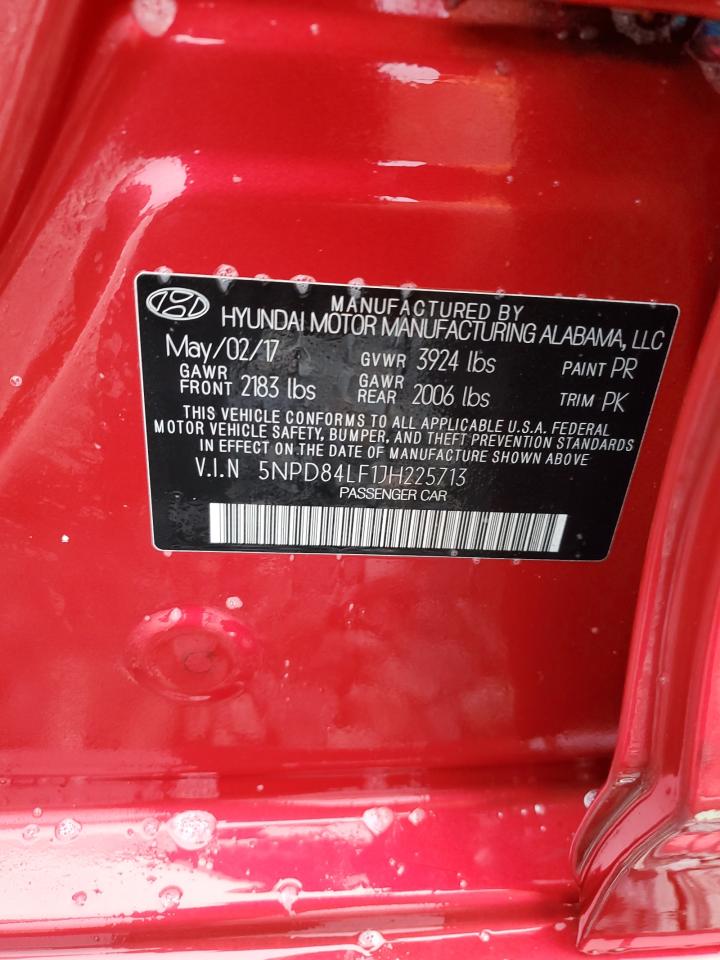 MANUFACTURED BY
HYUNDAI MOTOR MANUFACTURING ALABAMA, LLC
May/02/17 GVWR 3924 lbs PAINT PR
GAWR FRONT 2183 lbs GAWR REAR 2006 lbs TRIM PK
THIS VEHICLE CONFORMS TO ALL APPLICABLE U.S.A. FEDERAL
MOTOR VEHICLE SAFETY, BUMPER, AND THEFT PREVENTION STANDARDS
IN EFFECT ON THE DATE OF MANUFACTURE SHOWN ABOVE
V.I.N 5NPD84LF1JH225713
PASSENGER CAR